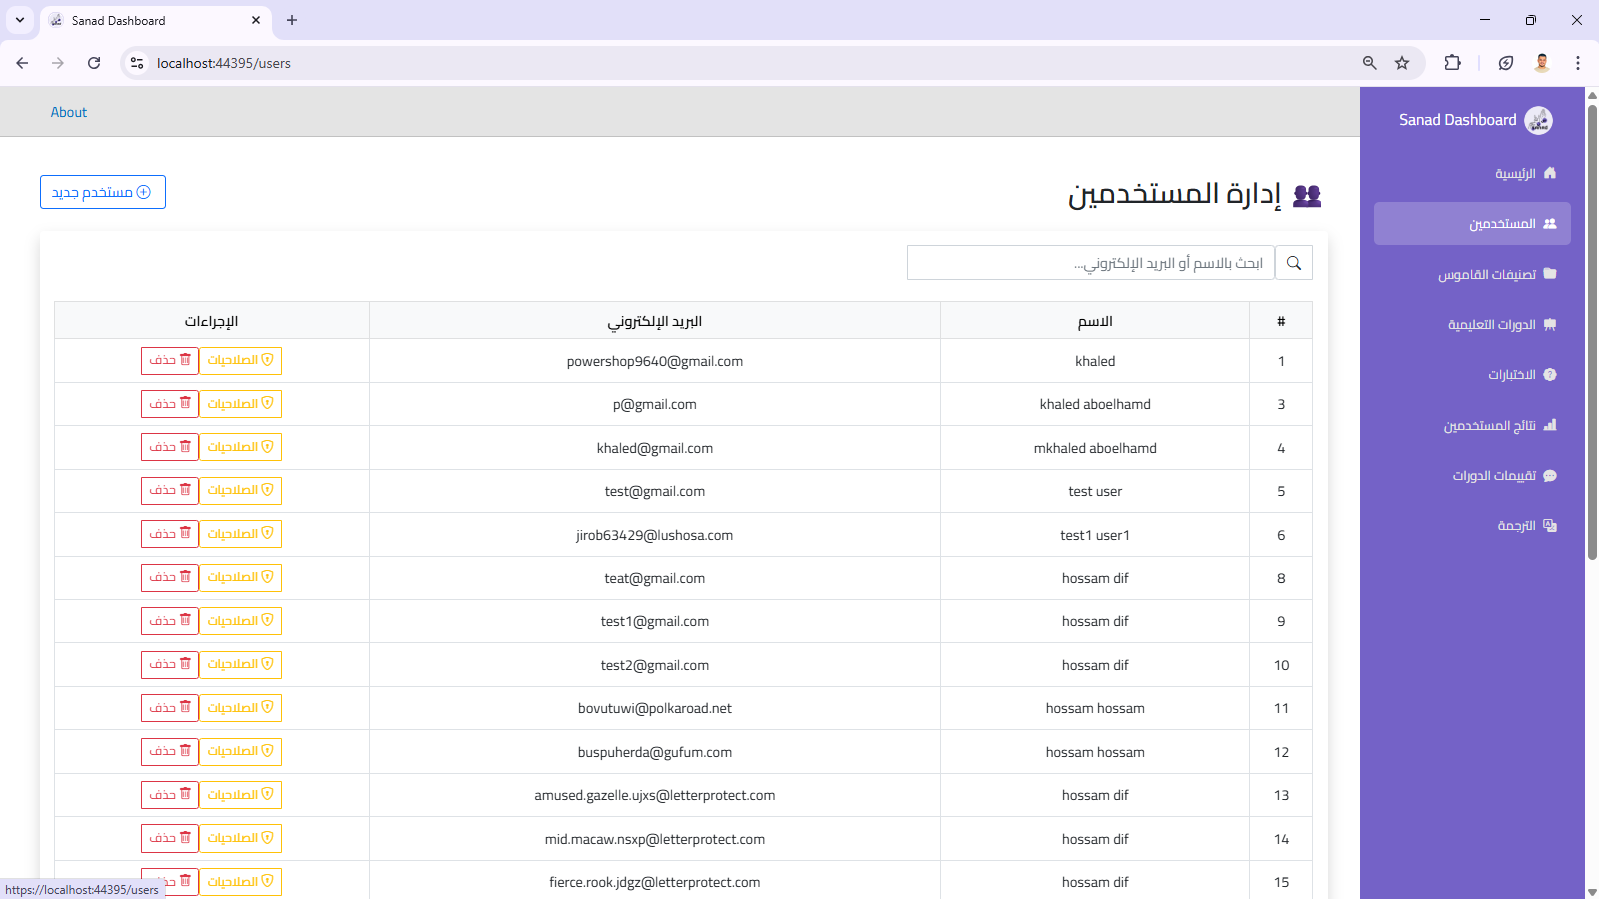 Sanad Dashboard
localhost:44395/users
About
Sanad Dashboard
الرئيسية
المستخدمين
تصنيفات القاموس
الدورات التعليمية
الاختبارات
نتائج المستخدمين
تقييمات الدورات
الترجمة
إدارة المستخدمين
مستخدم جديد
ابحث بالاسم أو البريد الإلكتروني...
# الاسم البريد الإلكتروني الإجراءات
1 khaled powershop9640@gmail.com الصلاحيات حذف
3 khaled aboelhamd p@gmail.com الصلاحيات حذف
4 mkhaled aboelhamd khaled@gmail.com الصلاحيات حذف
5 test user test@gmail.com الصلاحيات حذف
6 test1 user1 jirob63429@lushosa.com الصلاحيات حذف
8 hossam dif teat@gmail.com الصلاحيات حذف
9 hossam dif test1@gmail.com الصلاحيات حذف
10 hossam dif test2@gmail.com الصلاحيات حذف
11 hossam hossam bovutuwi@polkaroad.net الصلاحيات حذف
12 hossam hossam buspuherda@gufum.com الصلاحيات حذف
13 hossam dif amused.gazelle.ujxs@letterprotect.com الصلاحيات حذف
14 hossam dif mid.macaw.nsxp@letterprotect.com الصلاحيات حذف
15 hossam dif fierce.rook.jdgz@letterprotect.com الصلاحيات حذف
https://localhost:44395/users